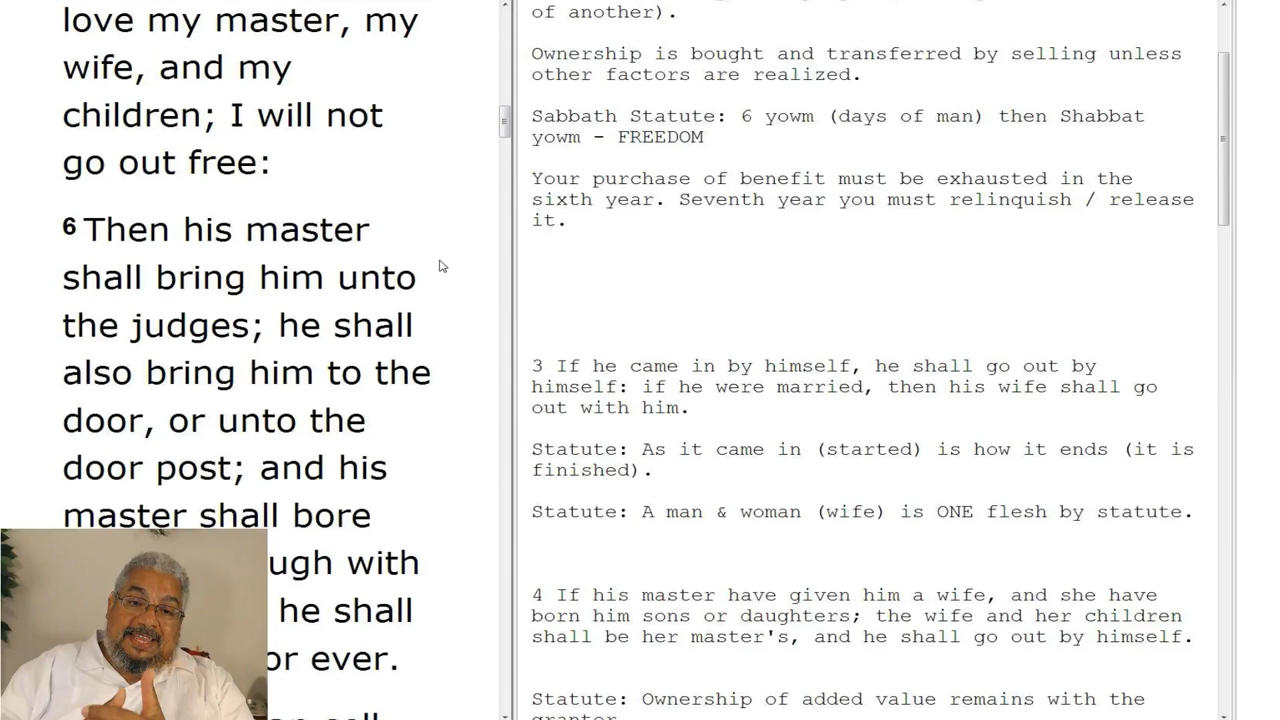 love my master, my
wife, and my
children; I will not
go out free:
6 Then his master
shall bring him unto
the judges; he shall
also bring him to the
door, or unto the
door post; and his
master shall bore
ugh with
he shall
or ever.
of another).
Ownership is bought and transferred by selling unless
other factors are realized.
Sabbath Statute: 6 yowm (days of man) then Shabbat
yowm - FREEDOM
Your purchase of benefit must be exhausted in the
sixth year. Seventh year you must relinquish / release
it.
3 If he came in by himself, he shall go out by
himself: if he were married, then his wife shall go
out with him.
Statute: As it came in (started) is how it ends (it is
finished).
Statute: A man & woman (wife) is ONE flesh by statute.
4 If his master have given him a wife, and she have
born him sons or daughters; the wife and her children
shall be her master's, and he shall go out by himself.
Statute: Ownership of added value remains with the
grantor